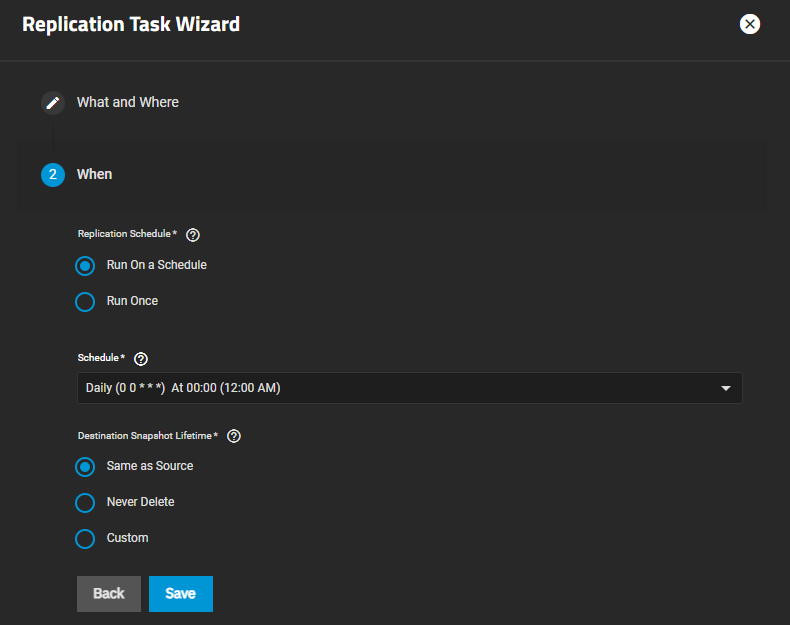 Replication Task Wizard
What and Where
2 When
Replication Schedule*
Run On a Schedule
Run Once
Schedule*
Daily (0 0 * * *) At 00:00 (12:00 AM)
Destination Snapshot Lifetime*
Same as Source
Never Delete
Custom
Back Save